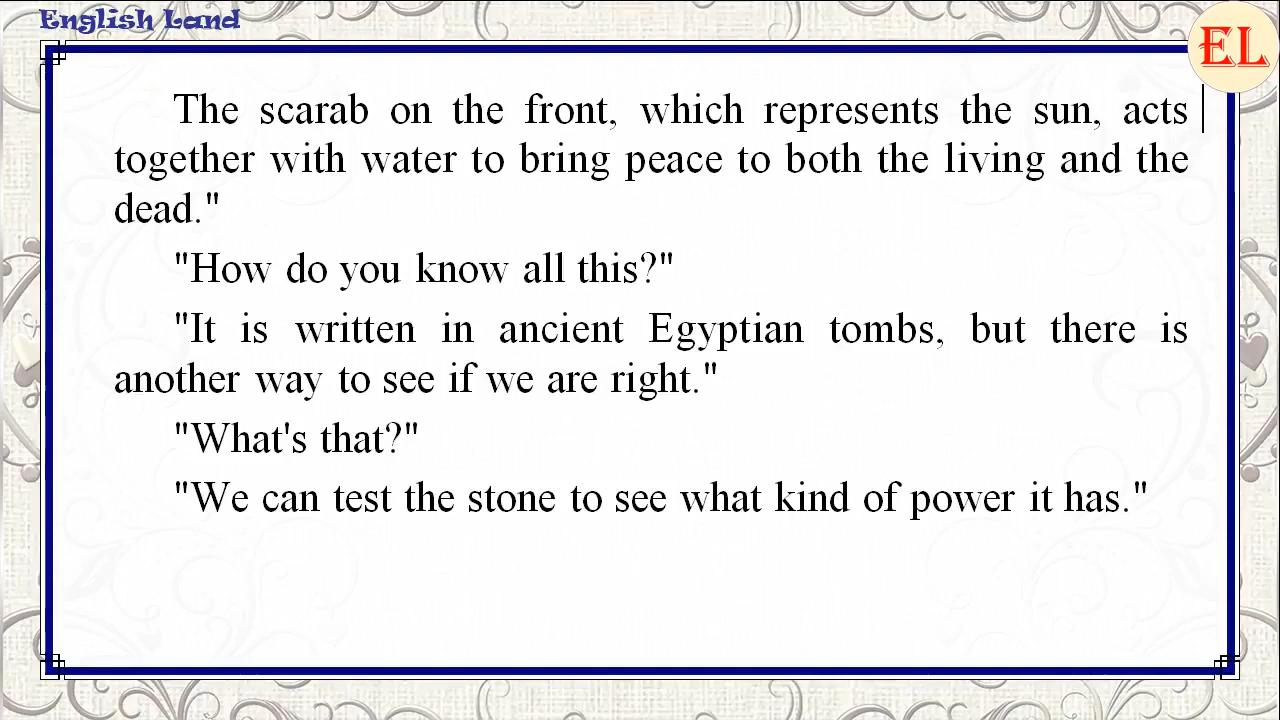 English Land
EL
The scarab on the front, which represents the sun, acts
together with water to bring peace to both the living and the
dead."
"How do you know all this?"
"It is written in ancient Egyptian tombs, but there is
another way to see if we are right."
"What's that?"
"We can test the stone to see what kind of power it has."